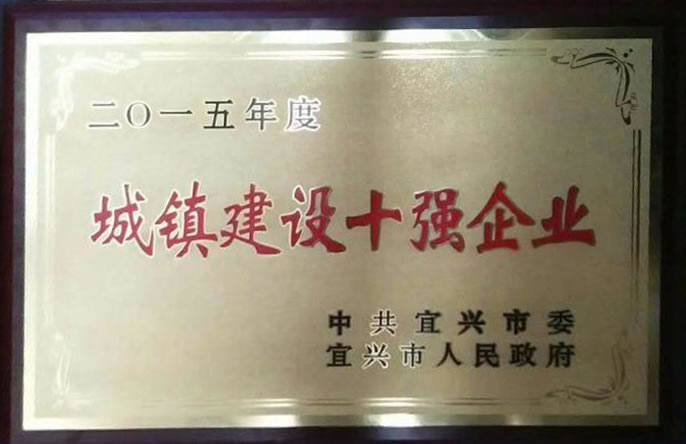 二〇一五年度
城镇建设十强企业
中共宜兴市委
宜兴市人民政府